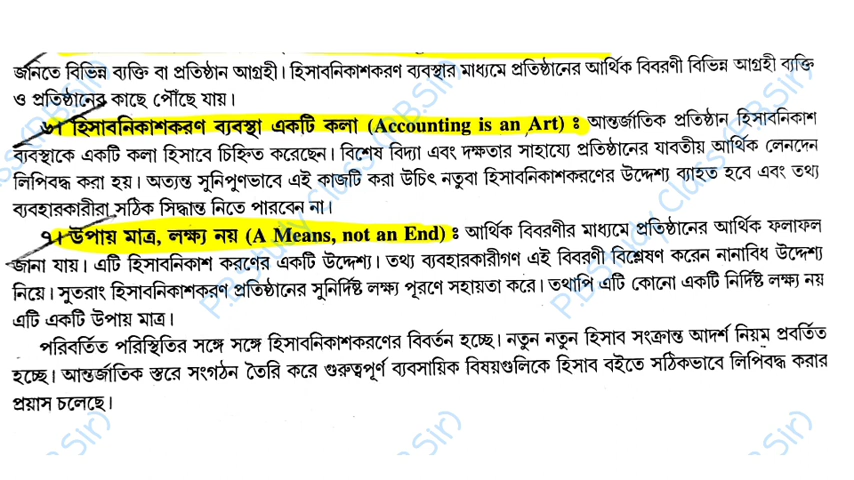 জানতে বিভিন্ন ব্যক্তি বা প্রতিষ্ঠান আগ্রহী। হিসাবনিকাশকরণ ব্যবস্থার মাধ্যমে প্রতিষ্ঠানের আর্থিক বিবরণী বিভিন্ন আগ্রহী ব্যক্তি
ও প্রতিষ্ঠানের কাছে পৌঁছে যায়।
৬। হিসাবনিকাশকরণ ব্যবস্থা একটি কলা (Accounting is an Art) ঃ আন্তর্জাতিক প্রতিষ্ঠান হিসাবনিকাশ
ব্যবস্থাকে একটি কলা হিসাবে চিহ্নিত করেছেন। বিশেষ বিদ্যা এবং দক্ষতার সাহায্যে প্রতিষ্ঠানের যাবতীয় আর্থিক লেনদেন
লিপিবদ্ধ করা হয়। অত্যন্ত সুনিপুণভাবে এই কাজটি করা উচিৎ নতুবা হিসাবনিকাশকরণের উদ্দেশ্য ব্যাহত হবে এবং তথ্য
ব্যবহারকারীরা সঠিক সিদ্ধান্ত নিতে পারবেন না।
৭। উপায় মাত্র, লক্ষ্য নয় (A Means, not an End) ঃ আর্থিক বিবরণীর মাধ্যমে প্রতিষ্ঠানের আর্থিক ফলাফল
জানা যায়। এটি হিসাবনিকাশ করণের একটি উদ্দেশ্য। তথ্য ব্যবহারকারীগণ এই বিবরণী বিশ্লেষণ করেন নানাবিধ উদ্দেশ্য
নিয়ে। সুতরাং হিসাবনিকাশকরণ প্রতিষ্ঠানের সুনির্দিষ্ট লক্ষ্য পূরণে সহায়তা করে। তথাপি এটি কোনো একটি নির্দিষ্ট লক্ষ্য নয়
এটি একটি উপায় মাত্র।
পরিবর্তিত পরিস্থিতির সঙ্গে সঙ্গে হিসাবনিকাশকরণের বিবর্তন হচ্ছে। নতুন নতুন হিসাব সংক্রান্ত আদর্শ নিয়ম প্রবর্তিত
হচ্ছে। আন্তর্জাতিক স্তরে সংগঠন তৈরি করে গুরুত্বপূর্ণ ব্যবসায়িক বিষয়গুলিকে হিসাব বইতে সঠিকভাবে লিপিবদ্ধ করার
প্রয়াস চলেছে।
P.B.Study Class (P.B.Sir)
P.B.Study Class (P.B.Sir)